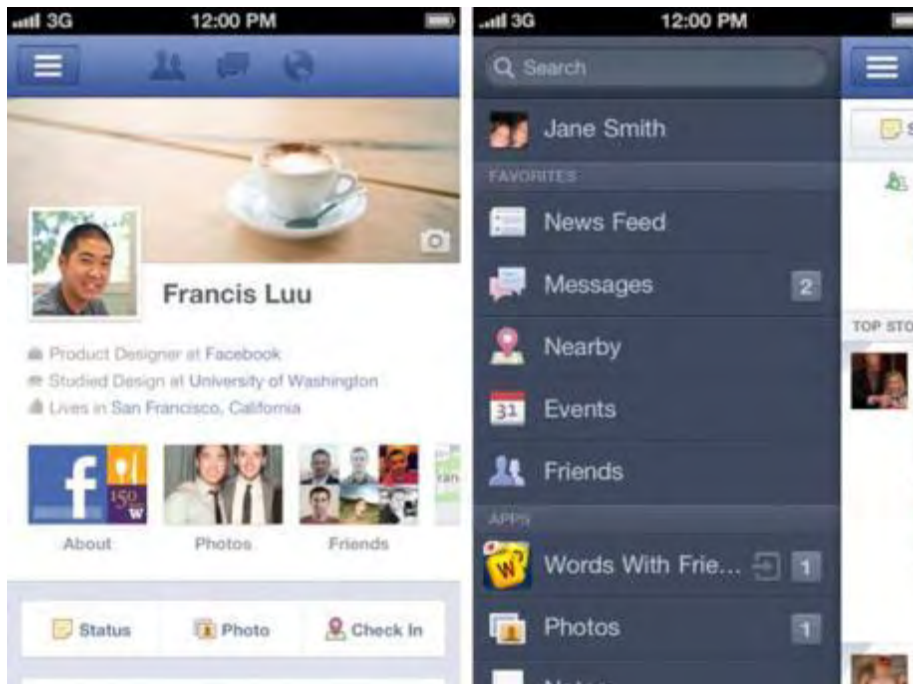 3G 12:00 PM
Francis Luu
Product Designer at Facebook
Studied Design at University of Washington
Lives in San Francisco, California
f
150
W
About Photos Friends
Status Photo Check In
3G 12:00 PM
Search
Jane Smith
FAVORITES
News Feed
Messages 2
Nearby
31 Events
Friends
APPS
W Words With Frie... 1
Photos 1
TOP STO